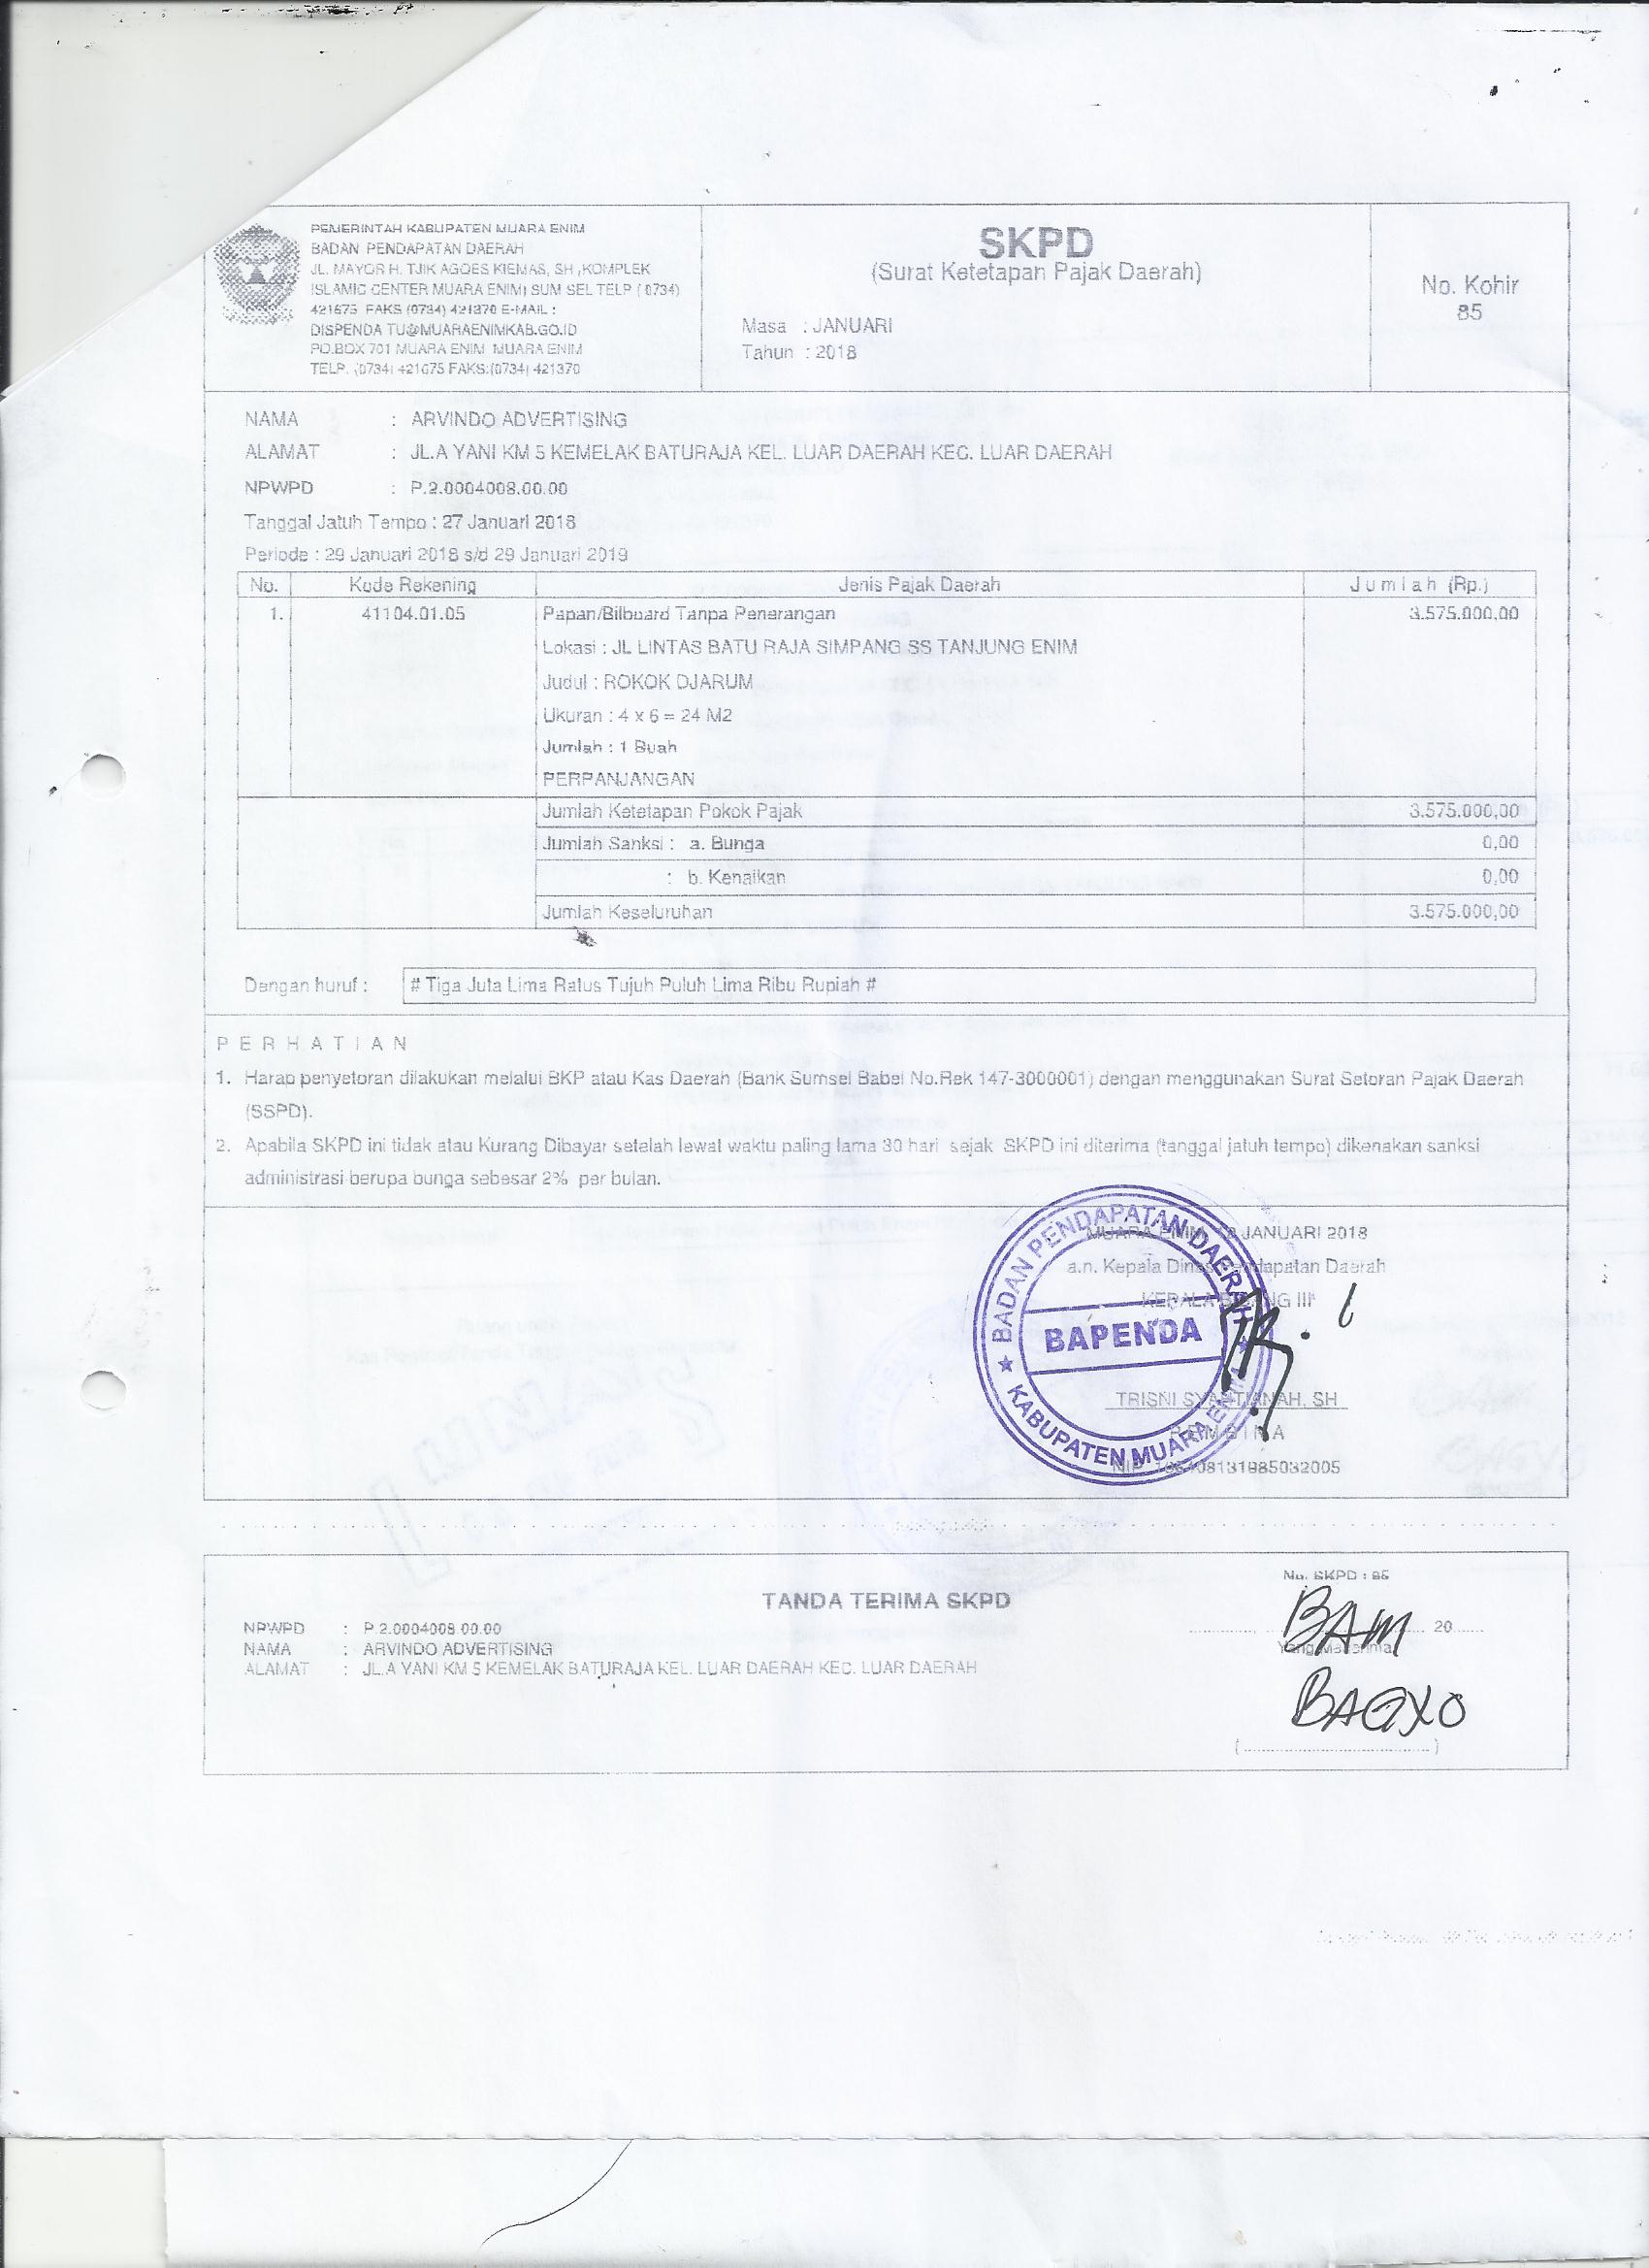 PEMERINTAH KABUPATEN MUARA ENIM
BADAN PENDAPATAN DAERAH
JL. MAYOR H. TJIK AGOES KIEMAS, SH ,KOMPLEK
ISLAMIC CENTER MUARA ENIM, SUM SEL TELP ( 0734)
421675 FAKS (0734) 421370 E-MAIL :
DISPENDA TU@MUARAENIMKAB.GO.ID
PO.BOX 701 MUARA ENIM MUARA ENIM
TELP. (0734) 421675 FAKS:(0734) 421370
SKPD
(Surat Ketetapan Pajak Daerah)
Masa : JANUARI
Tahun : 2018
No. Kohir
85
NAMA : ARVINDO ADVERTISING
ALAMAT : JL.A YANI KM 5 KEMELAK BATURAJA KEL. LUAR DAERAH KEC. LUAR DAERAH
NPWPD : P.2.0004008.00.00
Tanggal Jatuh Tempo : 27 Januari 2018
Periode : 29 Januari 2018 s/d 29 Januari 2019
No. Kode Rekening Jenis Pajak Daerah Jumlah (Rp.)
1. 41104.01.05 Papan/Bilboard Tanpa Penerangan 3.575.000,00
Lokasi : JL LINTAS BATU RAJA SIMPANG SS TANJUNG ENIM
Judul : ROKOK DJARUM
Ukuran : 4 x 6 = 24 M2
Jumlah : 1 Buah
PERPANJANGAN
Jumlah Ketetapan Pokok Pajak 3.575.000,00
Jumlah Sanksi : a. Bunga 0,00
: b. Kenaikan 0,00
Jumlah Keseluruhan 3.575.000,00
Dengan huruf : # Tiga Juta Lima Ratus Tujuh Puluh Lima Ribu Rupiah #
PERHATIAN
1. Harap penyetoran dilakukan melalui BKP atau Kas Daerah (Bank Sumsel Babel No.Rek 147-3000001) dengan menggunakan Surat Setoran Pajak Daerah
(SSPD).
2. Apabila SKPD ini tidak atau Kurang Dibayar setelah lewat waktu paling lama 30 hari sejak SKPD ini diterima (tanggal jatuh tempo) dikenakan sanksi
administrasi berupa bunga sebesar 2% per bulan.
MUARA ENIM, JANUARI 2018
a.n. Kepala Dinas Pendapatan Daerah
KEPALA BIDANG III
BADAN PENDAPATAN DAERAH
BAPENDA
KABUPATEN MUARA ENIM
TRISNI SH
PEMBINA
NIP.
TANDA TERIMA SKPD
No. SKPD : 85
NPWPD : P.2.0004008.00.00
NAMA : ARVINDO ADVERTISING
ALAMAT : JL.A YANI KM 5 KEMELAK BATURAJA KEL. LUAR DAERAH KEC. LUAR DAERAH
BAM
20
Yang Menerima
(..............................)